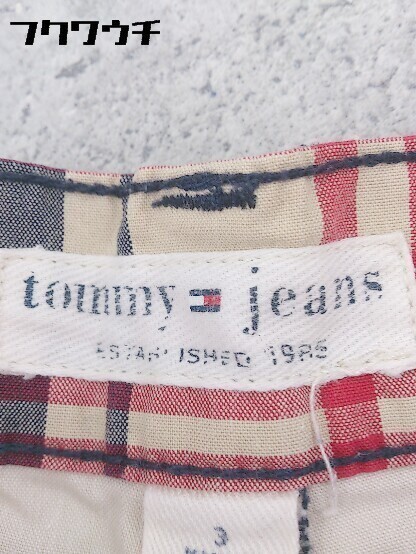 フクワウチ
tommy jeans
ESTABLISHED 1985
3